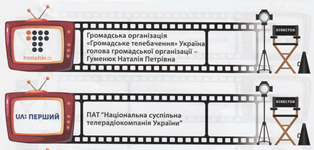 hromadske.tv
Громадська організація
«Громадське телебачення» Україна
голова громадської організації –
Гуменюк Наталія Петрівна
DIRECTOR
UA: ПЕРШИЙ
ПАТ "Національна суспільна
телерадіокомпанія України"
DIRECTOR